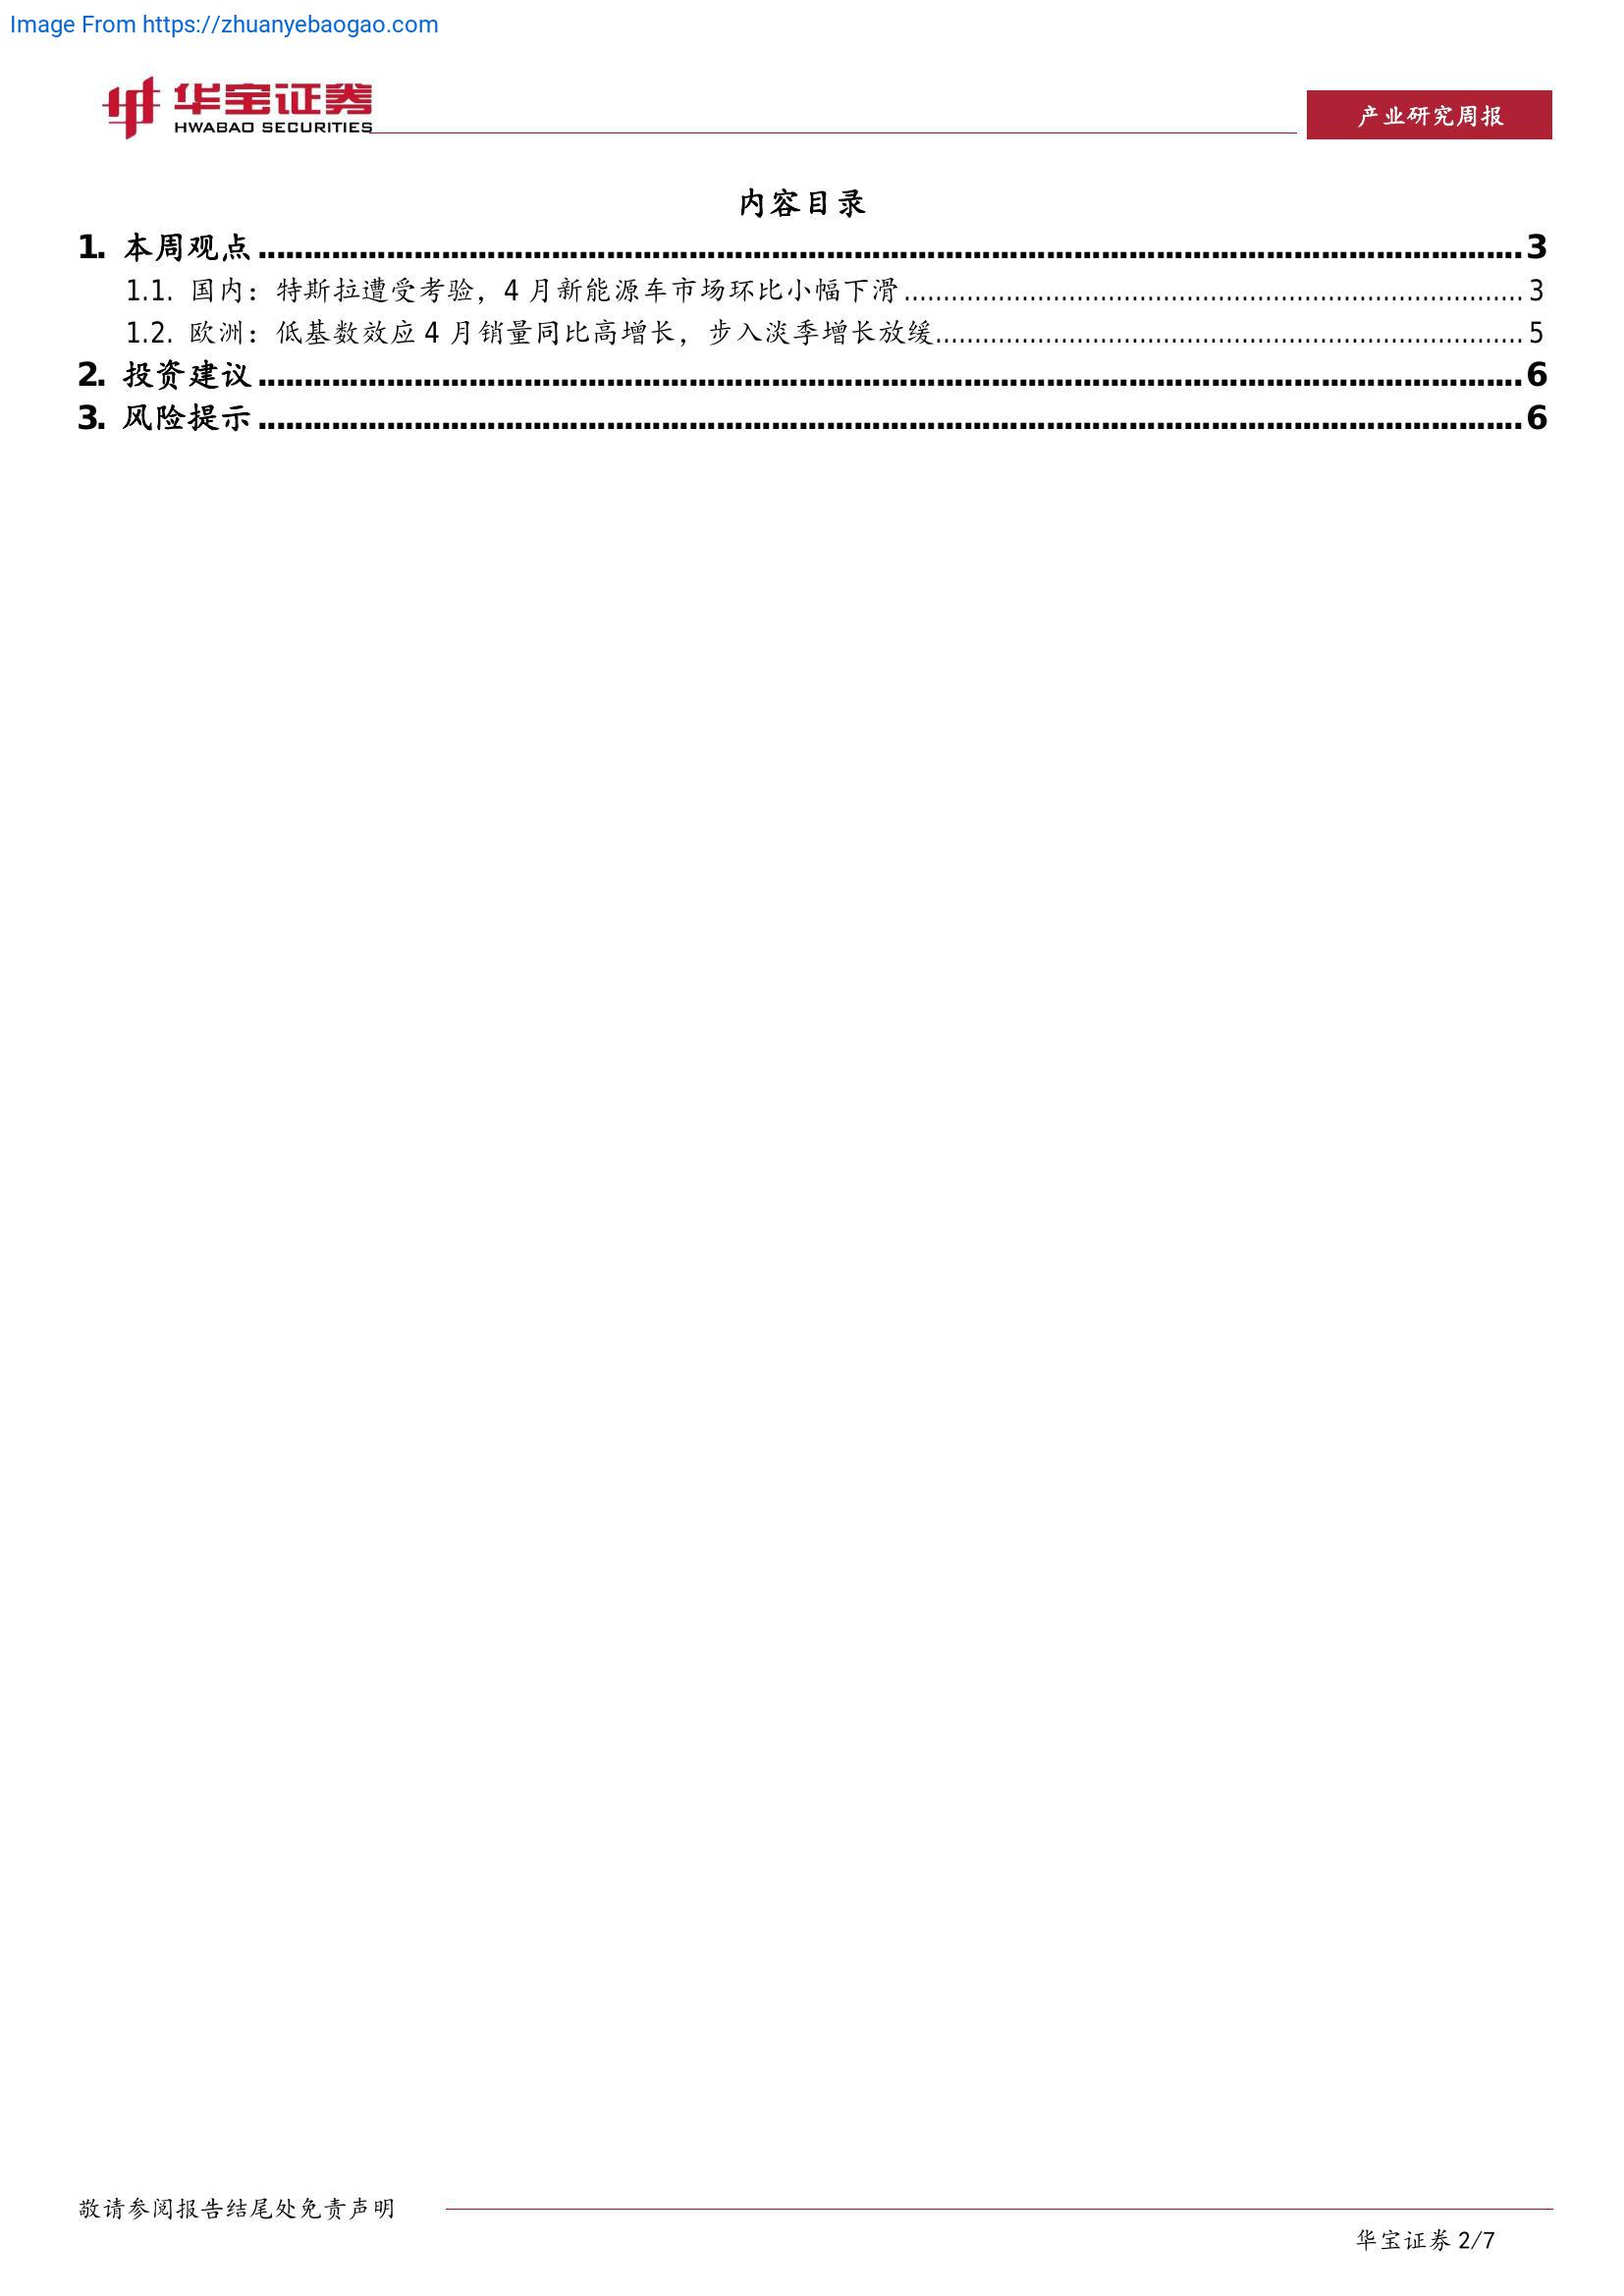 Image From https://zhuanyebaogao.com
华宝证券
HWABAO SECURITIES
产业研究周报
内容目录
1. 本周观点........................................................................................................................................3
1.1. 国内：特斯拉遭受考验，4 月新能源车市场环比小幅下滑................................................................................ 3
1.2. 欧洲：低基数效应 4 月销量同比高增长，步入淡季增长放缓............................................................................ 5
2. 投资建议........................................................................................................................................6
3. 风险提示........................................................................................................................................6
敬请参阅报告结尾处免责声明
华宝证券 2/7